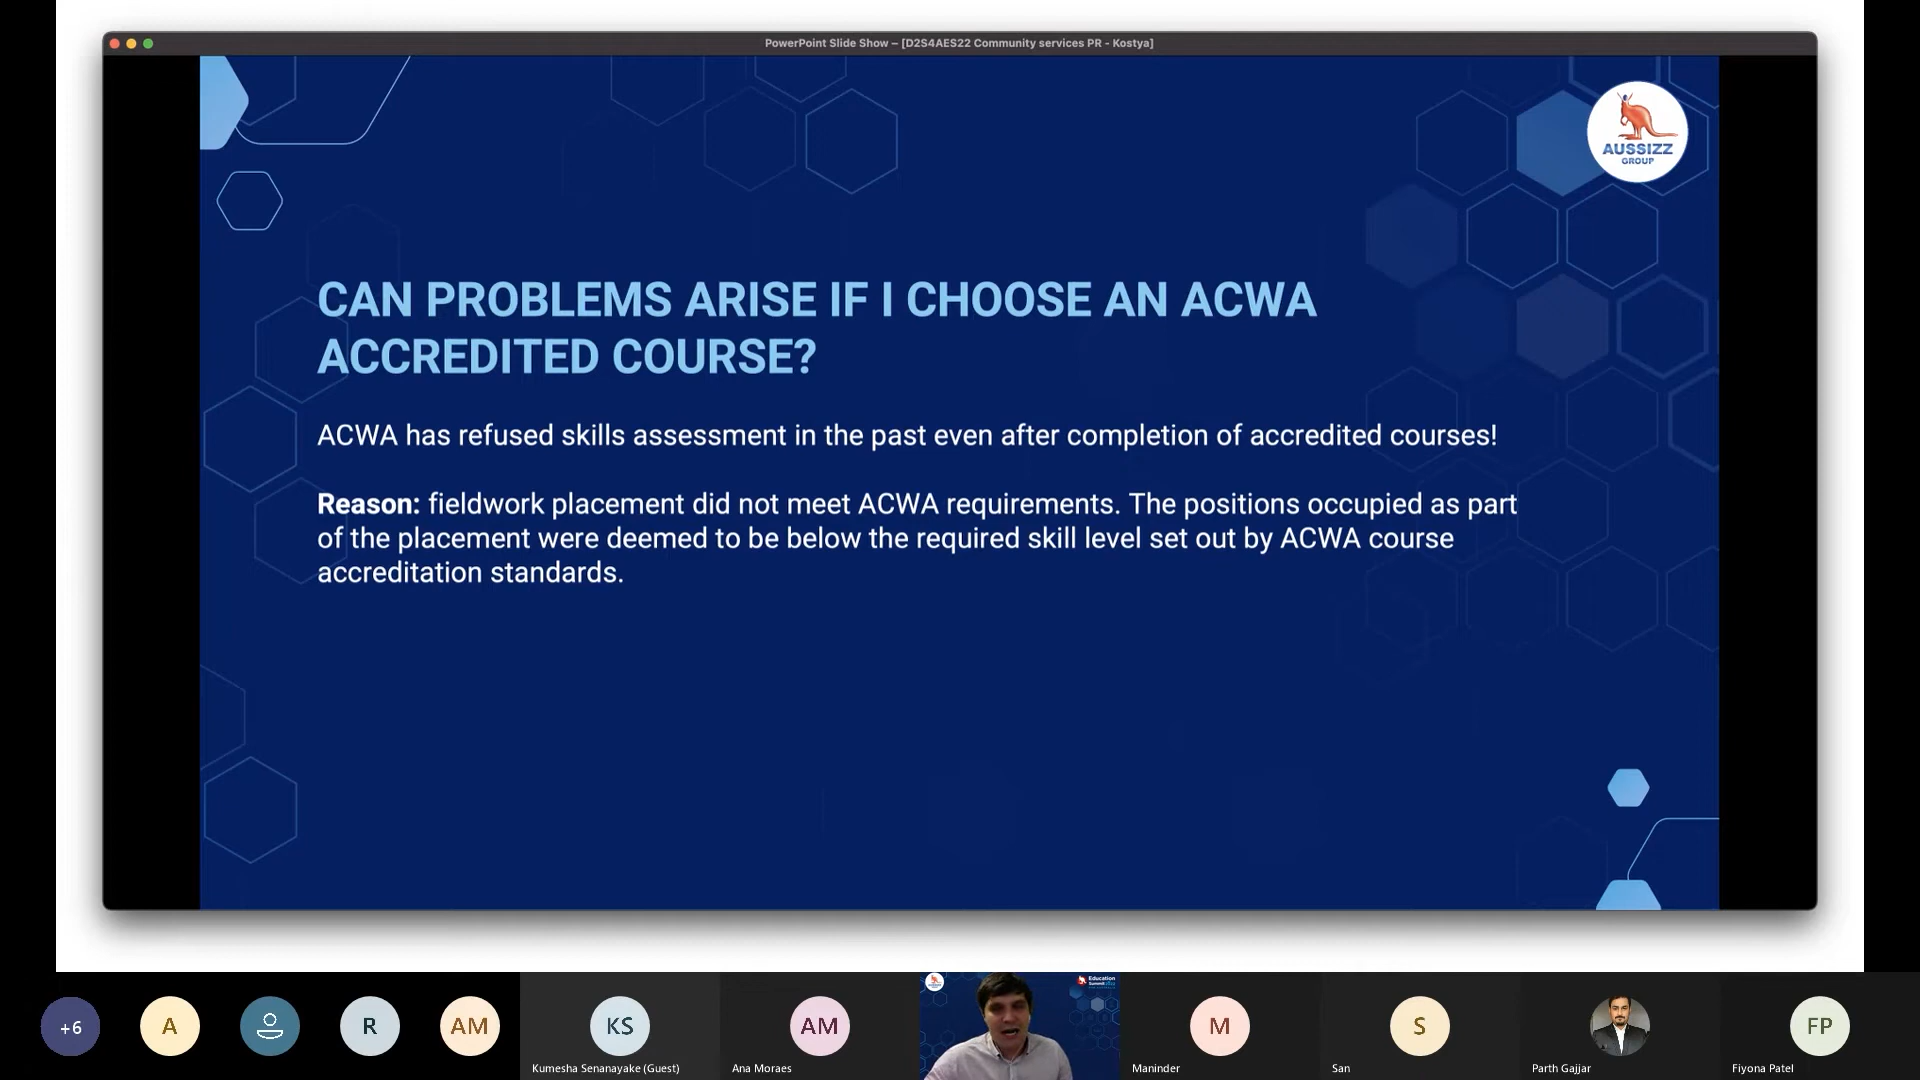 PowerPoint Slide Show – [D2S4AES22 Community services PR - Kostya]
AUSSIZZ
GROUP
CAN PROBLEMS ARISE IF I CHOOSE AN ACWA
ACCREDITED COURSE?
ACWA has refused skills assessment in the past even after completion of accredited courses!
Reason: fieldwork placement did not meet ACWA requirements. The positions occupied as part
of the placement were deemed to be below the required skill level set out by ACWA course
accreditation standards.
+6
A
R
AM
KS
Kumesha Senanayake (Guest)
AM
Ana Moraes
Education
Summit
M
Maninder
S
San
Parth Gajjar
FP
Fiyona Patel